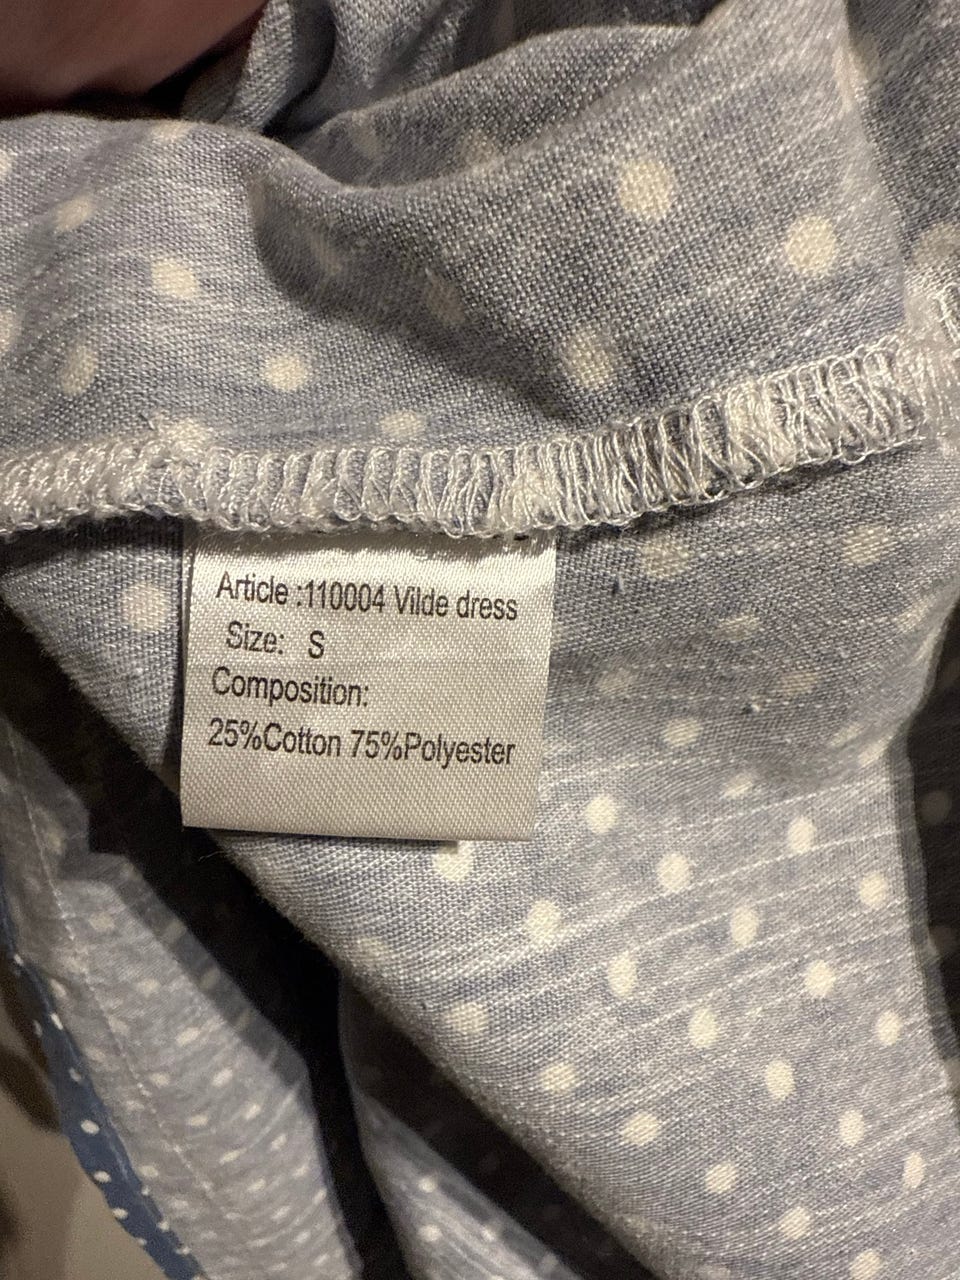 Article :110004 Vilde dress
Size: S
Composition:
25%Cotton 75%Polyester